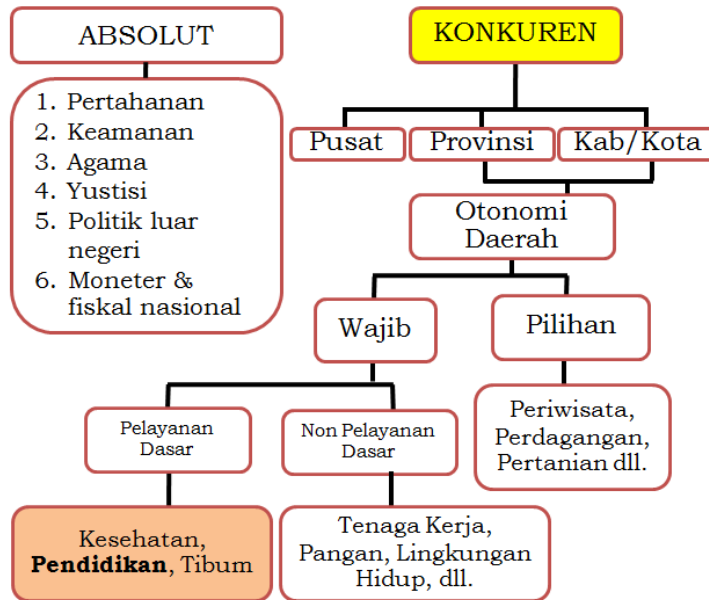 ABSOLUT
1. Pertahanan
2. Keamanan
3. Agama
4. Yustisi
5. Politik luar
negeri
6. Moneter &
fiskal nasional
KONKUREN
Pusat
Provinsi
Kab/Kota
Otonomi
Daerah
Wajib
Pilihan
Pelayanan
Dasar
Non Pelayanan
Dasar
Periwisata,
Perdagangan,
Pertanian dll.
Kesehatan,
Pendidikan, Tibum
Tenaga Kerja,
Pangan, Lingkungan
Hidup, dll.